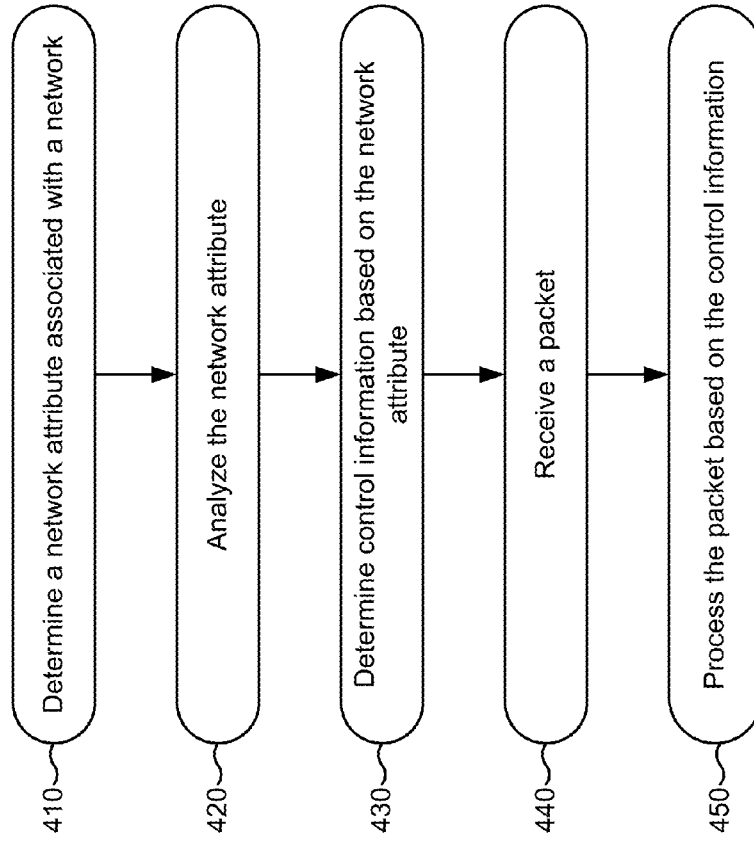 410
Determine a network attribute associated with a network
420
Analyze the network attribute
430
Determine control information based on the network
attribute
440
Receive a packet
450
Process the packet based on the control information